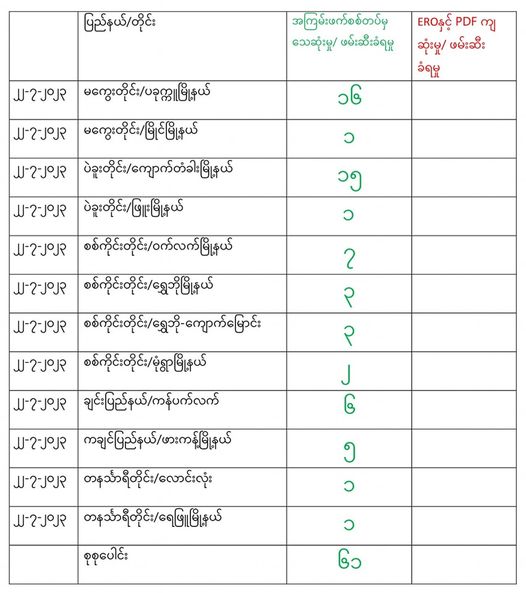 ပြည်နယ်/တိုင်း
အကြမ်းဖက်စစ်တပ်မှ
သေဆုံးမှု/ ဖမ်းဆီးခံရမှု
EROနှင့် PDF ကျ
ဆုံးမှု/ ဖမ်းဆီး
ခံရမှု
၂၂-၇-၂၀၂၃ မကွေးတိုင်း/ပခုက္ကူမြို့နယ် ၁၆
၂၂-၇-၂၀၂၃ မကွေးတိုင်း/မြိုင်မြို့နယ် ၁
၂၂-၇-၂၀၂၃ ပဲခူးတိုင်း/ကျောက်တံခါးမြို့နယ် ၁၅
၂၂-၇-၂၀၂၃ ပဲခူးတိုင်း/ဖြူးမြို့နယ် ၁
၂၂-၇-၂၀၂၃ စစ်ကိုင်းတိုင်း/ဝက်လက်မြို့နယ် ၇
၂၂-၇-၂၀၂၃ စစ်ကိုင်းတိုင်း/ရွှေဘိုမြို့နယ် ၃
၂၂-၇-၂၀၂၃ စစ်ကိုင်းတိုင်း/ရွှေဘို-ကျောက်မြောင်း ၃
၂၂-၇-၂၀၂၃ စစ်ကိုင်းတိုင်း/မုံရွာမြို့နယ် ၂
၂၂-၇-၂၀၂၃ ချင်းပြည်နယ်/ကန်ပက်လက် ၆
၂၂-၇-၂၀၂၃ ကချင်ပြည်နယ်/ဖားကန့်မြို့နယ် ၅
၂၂-၇-၂၀၂၃ တနင်္သာရီတိုင်း/လောင်းလုံး ၁
၂၂-၇-၂၀၂၃ တနင်္သာရီတိုင်း/ရေဖြူမြို့နယ် ၁
စုစုပေါင်း ၆၁